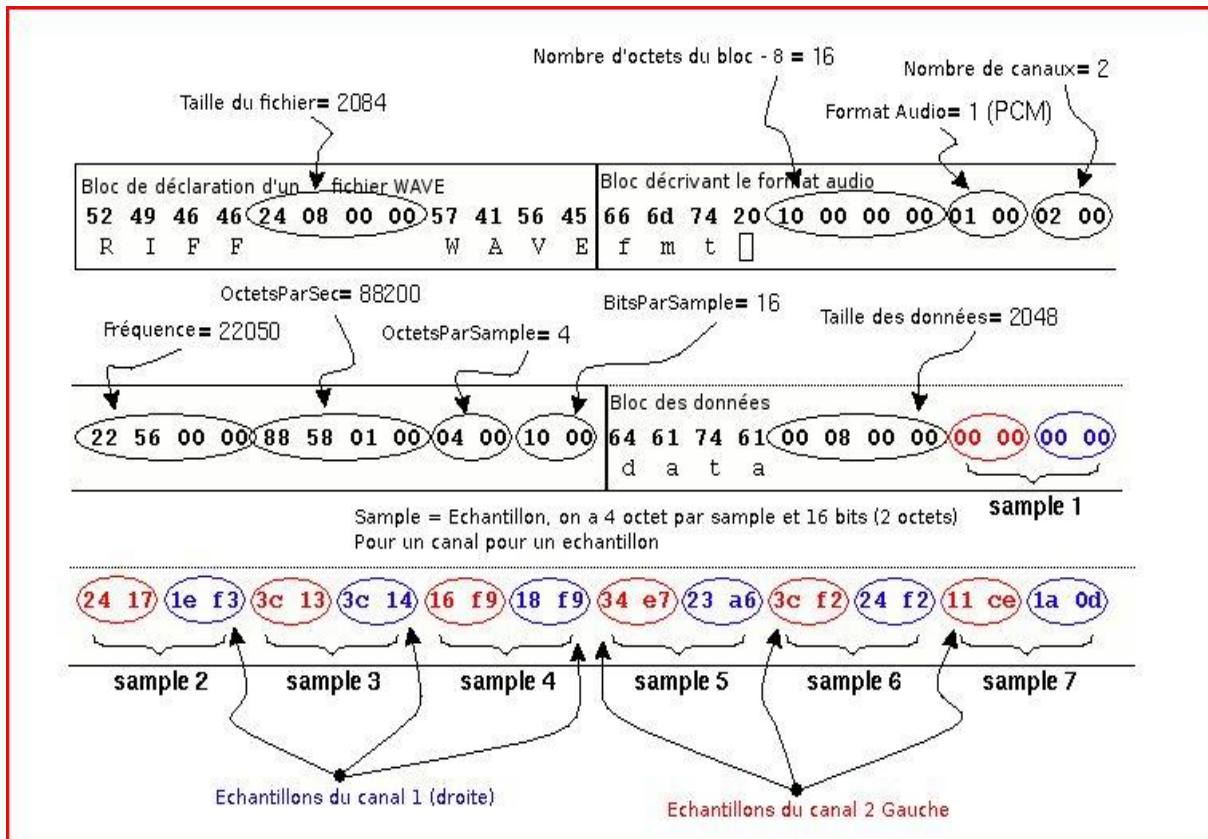 Nombre d'octets du bloc - 8 = 16
Nombre de canaux= 2
Taille du fichier= 2084
Format Audio= 1 (PCM)
Bloc de déclaration d'un fichier WAVE
Bloc décrivant le format audio
52 49 46 46 24 08 00 00 57 41 56 45 66 6d 74 20 10 00 00 00 01 00 02 00
R I F F W A V E f m t
OctetsParSec= 88200
BitsParSample= 16
Fréquence= 22050
OctetsParSample= 4
Taille des données= 2048
Bloc des données
22 56 00 00 88 58 01 00 04 00 10 00 64 61 74 61 00 08 00 00 00 00 00 00
d a t a
sample 1
Sample = Echantillon, on a 4 octet par sample et 16 bits (2 octets)
Pour un canal pour un echantillon
24 17 1e f3 3c 13 3c 14 16 f9 18 f9 34 e7 23 a6 3c f2 24 f2 11 ce 1a 0d
sample 2 sample 3 sample 4 sample 5 sample 6 sample 7
Echantillons du canal 1 (droite)
Echantillons du canal 2 Gauche